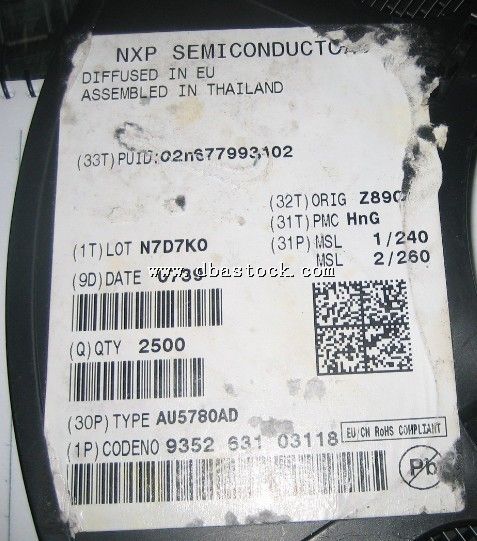 NXP SEMICONDUCTO
DIFFUSED IN EU
ASSEMBLED IN THAILAND
(33T) PUID:02n677993102
(32T) ORIG Z890
(31T) PMC HnG
(1T) LOT N7D7K0
(31P) MSL 1/240
MSL 2/260
(9D) DATE 0739
www.dbastock.com
(Q) QTY 2500
(30P) TYPE AU5780AD
(1P) CODENO 9352 631 03118
EU/CN RoHS COMPLIANT
Pb